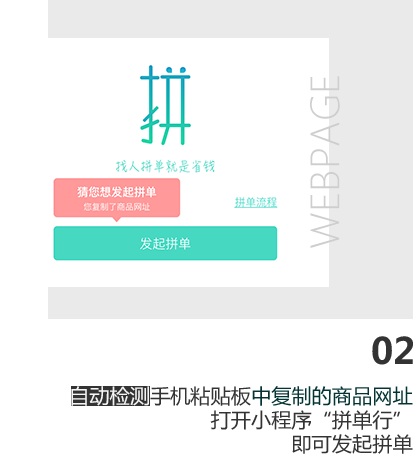 拼
找人拼单就是省钱
猜您想发起拼单
您复制了商品网址
拼单流程
发起拼单
WEBPAGE
02
自动检测手机粘贴板中复制的商品网址
打开小程序“拼单行”
即可发起拼单